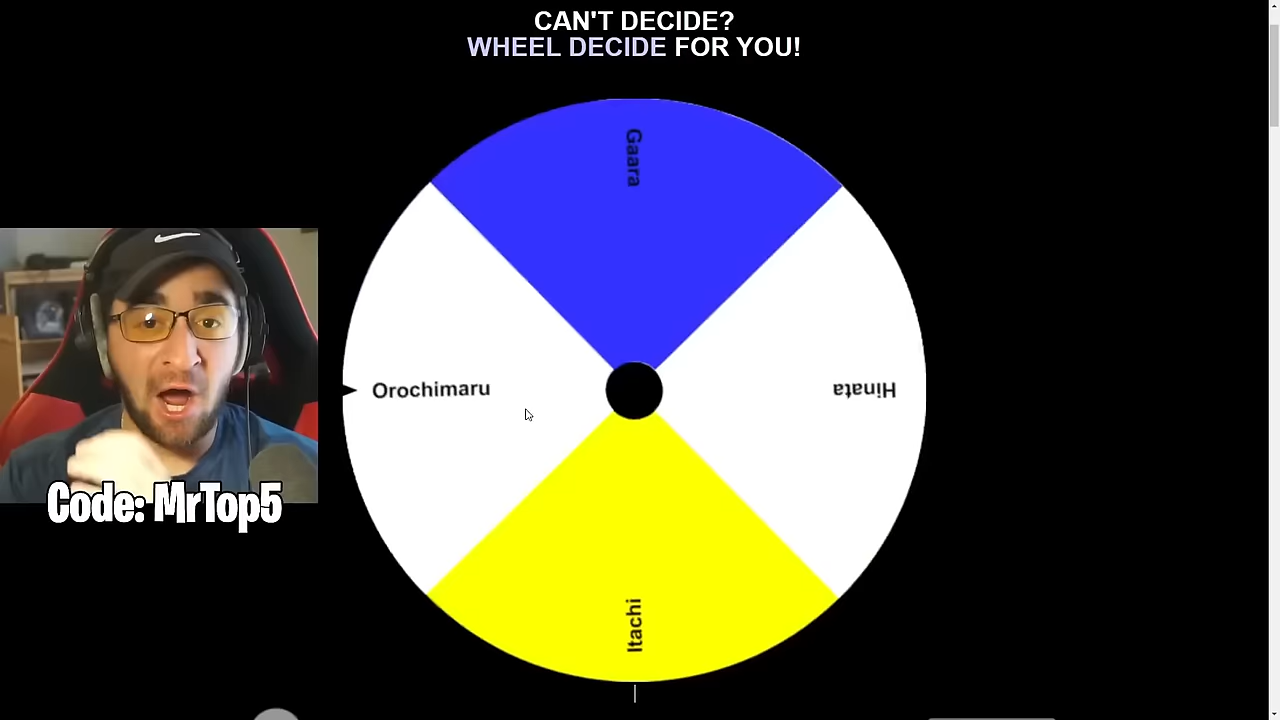 CAN'T DECIDE?
WHEEL DECIDE FOR YOU!
Gaara
Orochimaru
Hinata
Itachi
Code: MrTop5